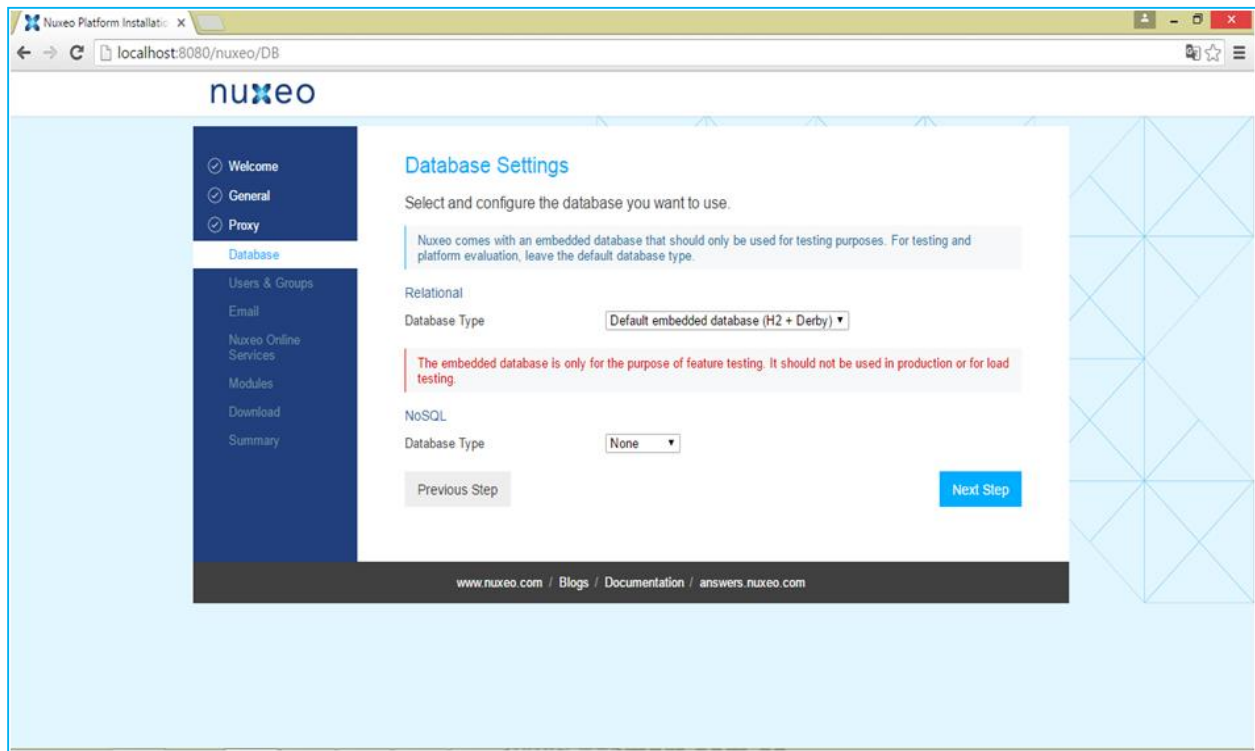 Nuxeo Platform Installatic
localhost:8080/nuxeo/DB
nuxeo
Welcome
General
Proxy
Database
Users & Groups
Email
Nuxeo Online
Services
Modules
Download
Summary
Database Settings
Select and configure the database you want to use.
Nuxeo comes with an embedded database that should only be used for testing purposes. For testing and
platform evaluation, leave the default database type.
Relational
Database Type Default embedded database (H2 + Derby)
The embedded database is only for the purpose of feature testing. It should not be used in production or for load
testing.
NoSQL
Database Type None
Previous Step Next Step
www.nuxeo.com / Blogs / Documentation / answers.nuxeo.com